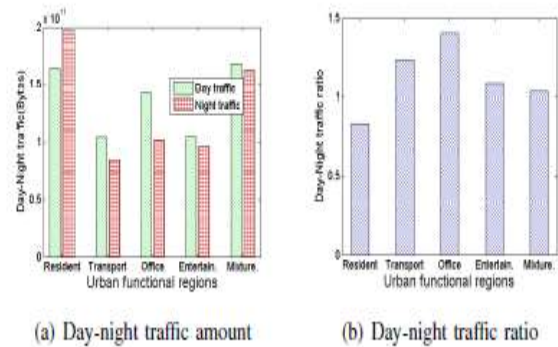 x 10^11
2
1.5
1
0.5
0
Day-Night traffic(Bytes)
Day traffic
Night traffic
Resident Transport Office Entertain. Mixture.
Urban functional regions
(a) Day-night traffic amount
1.5
1
0.5
0
Day-Night traffic ratio
Resident Transport Office Entertain. Mixture.
Urban functional regions
(b) Day-night traffic ratio